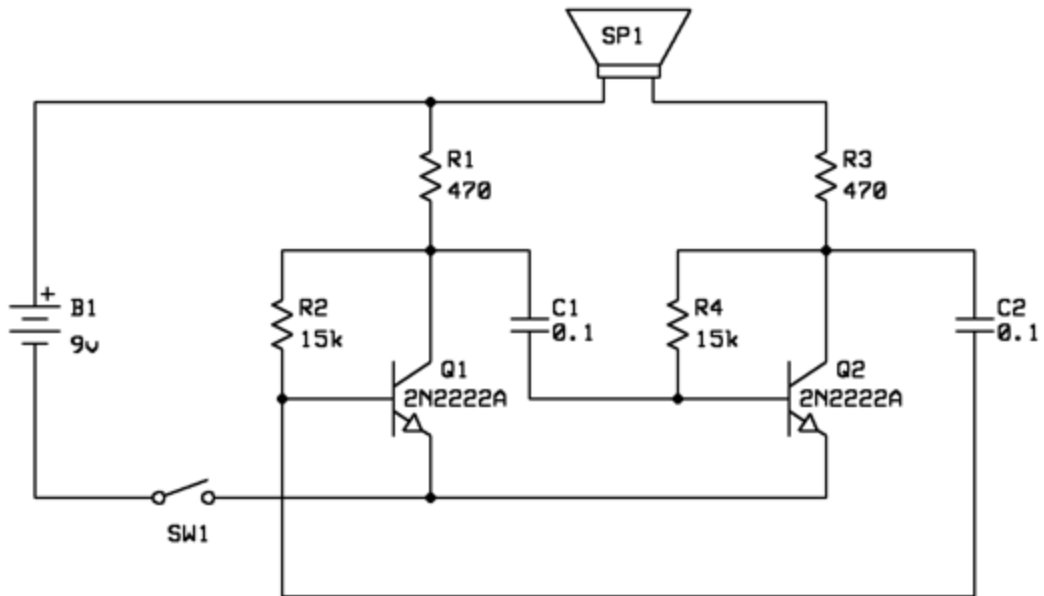 SP1
R1
470
R3
470
+
B1
9v
R2
15k
C1
0.1
R4
15k
C2
0.1
Q1
2N2222A
Q2
2N2222A
SW1